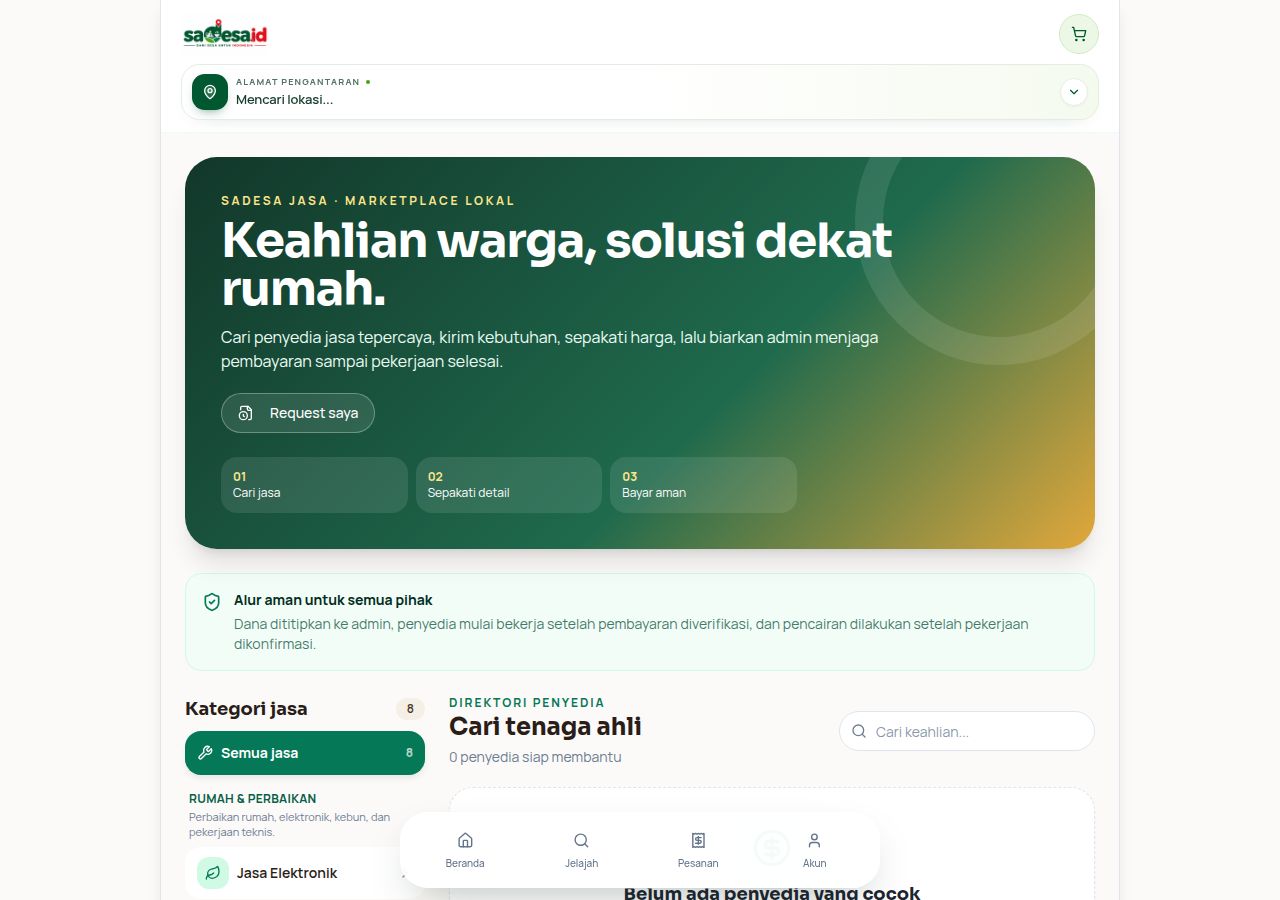 sadesa.id
DARI DESA UNTUK INDONESIA
ALAMAT PENGANTARAN
Mencari lokasi...
SADESA JASA · MARKETPLACE LOKAL
Keahlian warga, solusi dekat
rumah.
Cari penyedia jasa tepercaya, kirim kebutuhan, sepakati harga, lalu biarkan admin menjaga
pembayaran sampai pekerjaan selesai.
Request saya
01
Cari jasa
02
Sepakati detail
03
Bayar aman
Alur aman untuk semua pihak
Dana dititipkan ke admin, penyedia mulai bekerja setelah pembayaran diverifikasi, dan pencairan dilakukan setelah pekerjaan
dikonfirmasi.
Kategori jasa
8
Semua jasa
8
RUMAH & PERBAIKAN
Perbaikan rumah, elektronik, kebun, dan
pekerjaan teknis.
Jasa Elektronik
DIREKTORI PENYEDIA
Cari tenaga ahli
0 penyedia siap membantu
Cari keahlian...
Belum ada penyedia yang cocok
Beranda
Jelajah
Pesanan
Akun